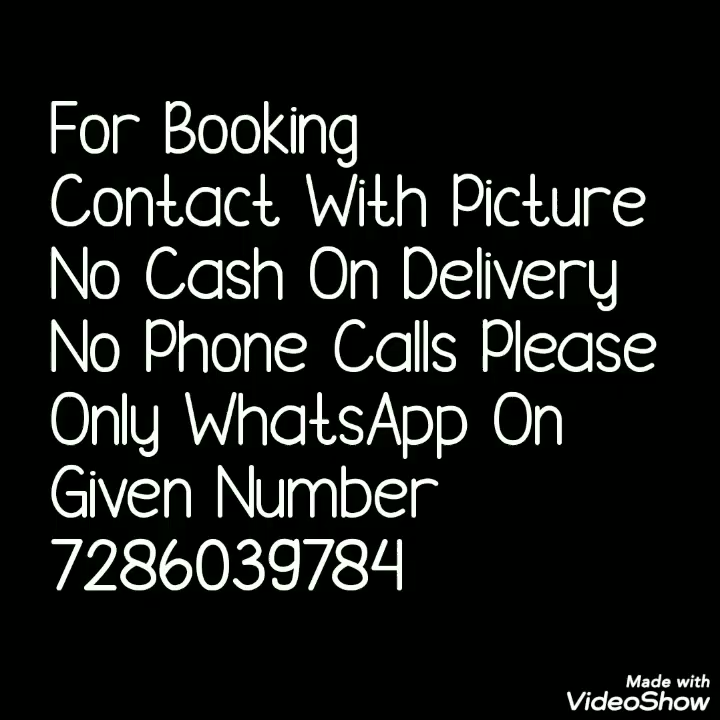 For Booking
Contact With Picture
No Cash On Delivery
No Phone Calls Please
Only WhatsApp On
Given Number
7286039784
Made with
VideoShow